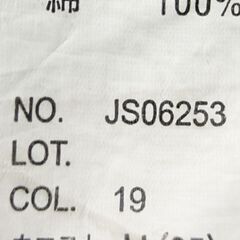 綿 100%
NO. JS06253
LOT.
COL. 19